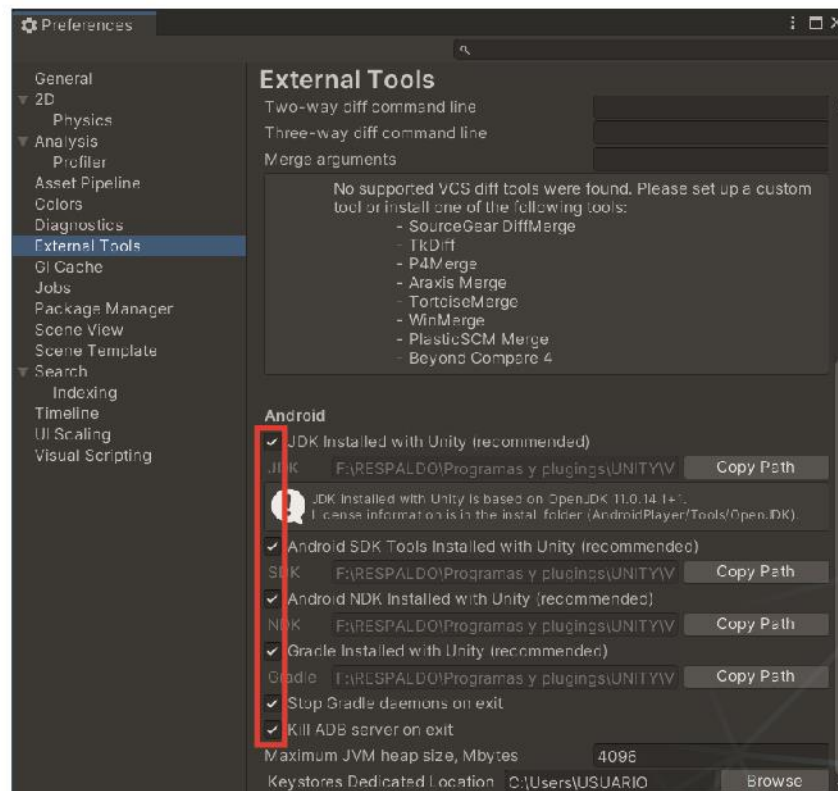 Preferences
General
2D
Physics
Analysis
Profiler
Asset Pipeline
Colors
Diagnostics
External Tools
GI Cache
Jobs
Package Manager
Scene View
Scene Template
Search
Indexing
Timeline
UI Scaling
Visual Scripting
External Tools
Two-way diff command line
Three-way diff command line
Merge arguments
No supported VCS diff tools were found. Please set up a custom
tool or install one of the following tools:
- SourceGear DiffMerge
- TkDiff
- P4Merge
- Araxis Merge
- TortoiseMerge
- WinMerge
- PlasticSCM Merge
- Beyond Compare 4
Android
JDK Installed with Unity (recommended)
JDK F:\RESPALDO\Programas y plugings\UNITY\V Copy Path
JDK installed with Unity is based on OpenJDK 11.0.14.1+1.
License information is in the install folder (AndroidPlayer/Tools/OpenJDK).
Android SDK Tools Installed with Unity (recommended)
SDK F:\RESPALDO\Programas y plugings\UNITY\V Copy Path
Android NDK Installed with Unity (recommended)
NDK F:\RESPALDO\Programas y plugings\UNITY\V Copy Path
Gradle Installed with Unity (recommended)
Gradle F:\RESPALDO\Programas y plugings\UNITY\V Copy Path
Stop Gradle daemons on exit
Kill ADB server on exit
Maximum JVM heap size, Mbytes 4096
Keystores Dedicated Location C:\Users\USUARIO Browse